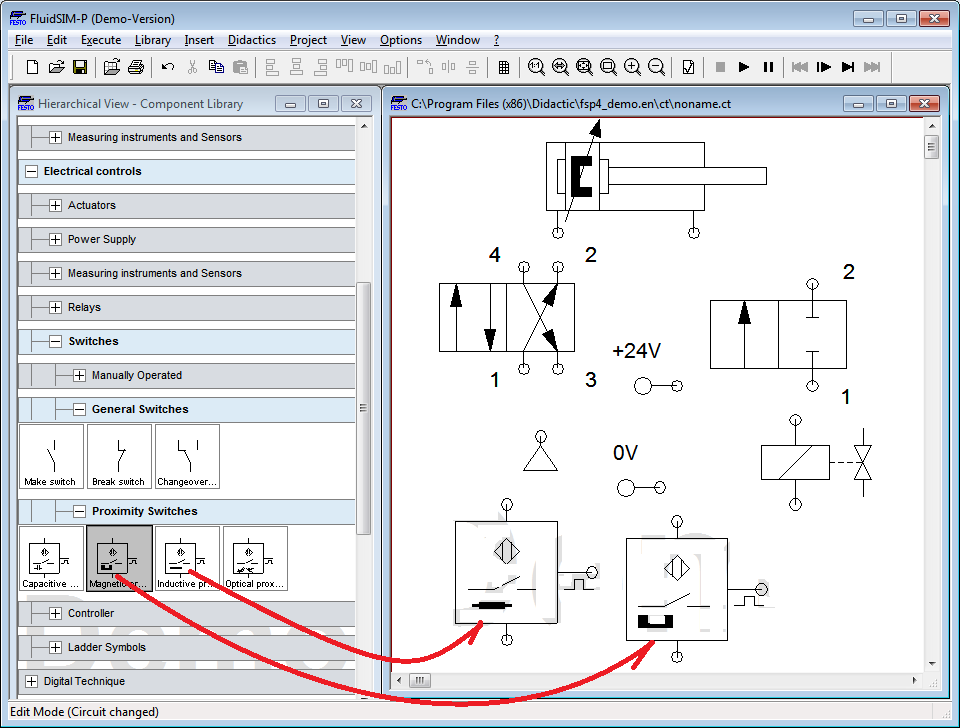 FluidSIM-P (Demo-Version)
File Edit Execute Library Insert Didactics Project View Options Window ?
Hierarchical View - Component Library
Measuring instruments and Sensors
Electrical controls
Actuators
Power Supply
Measuring instruments and Sensors
Relays
Switches
Manually Operated
General Switches
Make switch Break switch Changeover...
Proximity Switches
Capacitive ... Magnetic pr... Inductive pr... Optical prox...
Controller
Ladder Symbols
Digital Technique
C:\Program Files (x86)\Didactic\fsp4_demo.en\ct\noname.ct
4 2
2
1 3
+24V
1
0V
Edit Mode (Circuit changed)